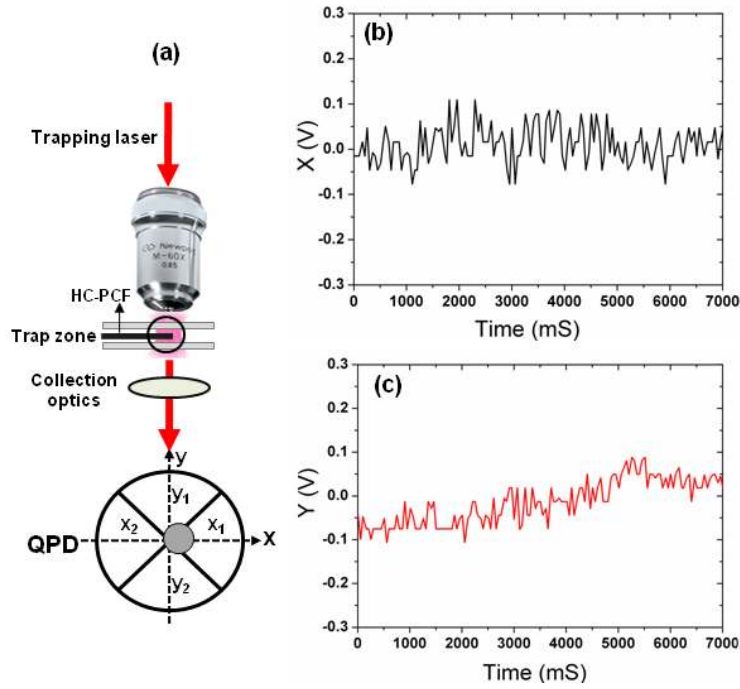 (a)
Trapping laser
M-60X
0.85
HC-PCF
Trap zone
Collection
optics
y
y₁
x₂
x₁
X
QPD
y₂
(b)
X (V)
0.3
0.2
0.1
0.0
-0.1
-0.2
-0.3
0 1000 2000 3000 4000 5000 6000 7000
Time (mS)
(c)
Y (V)
0.3
0.2
0.1
0.0
-0.1
-0.2
-0.3
0 1000 2000 3000 4000 5000 6000 7000
Time (mS)